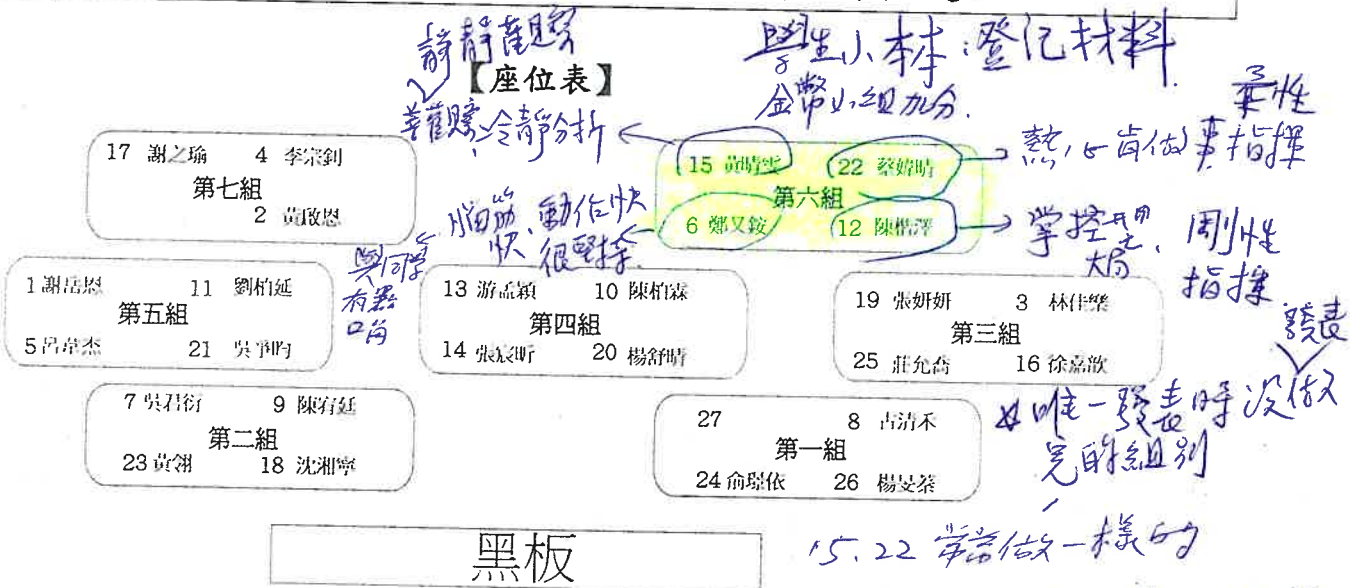 靜靜觀察
學生小本本:登記材料
【座位表】
金幣小組加分
柔性
善觀察、冷靜分析
熱心肯做事 指揮
17 謝之瑜 4 李宗釗
第七組
2 黃啟恩
15 黃晴雲 22 蔡媁晴
第六組
6 鄭又銨 12 陳楷澤
腦筋快、動作快
很堅持
與同學
有點
口角
掌控
大局
剛性
指揮
1 謝岳恩 11 劉柏延
第五組
5 呂韋杰 21 吳爭昀
13 游孟穎 10 陳柏霖
第四組
14 張宸昕 20 楊舒晴
19 張妍妍 3 林佳樂
第三組
25 莊允喬 16 徐嘉歆
7 吳君衍 9 陳宥廷
第二組
23 黃翎 18 沈湘寧
27 8 古清禾
第一組
24 俞璟依 26 楊旻蓁
發表
唯一發表時沒做
完的組別
15.22 常常做一樣的
黑板